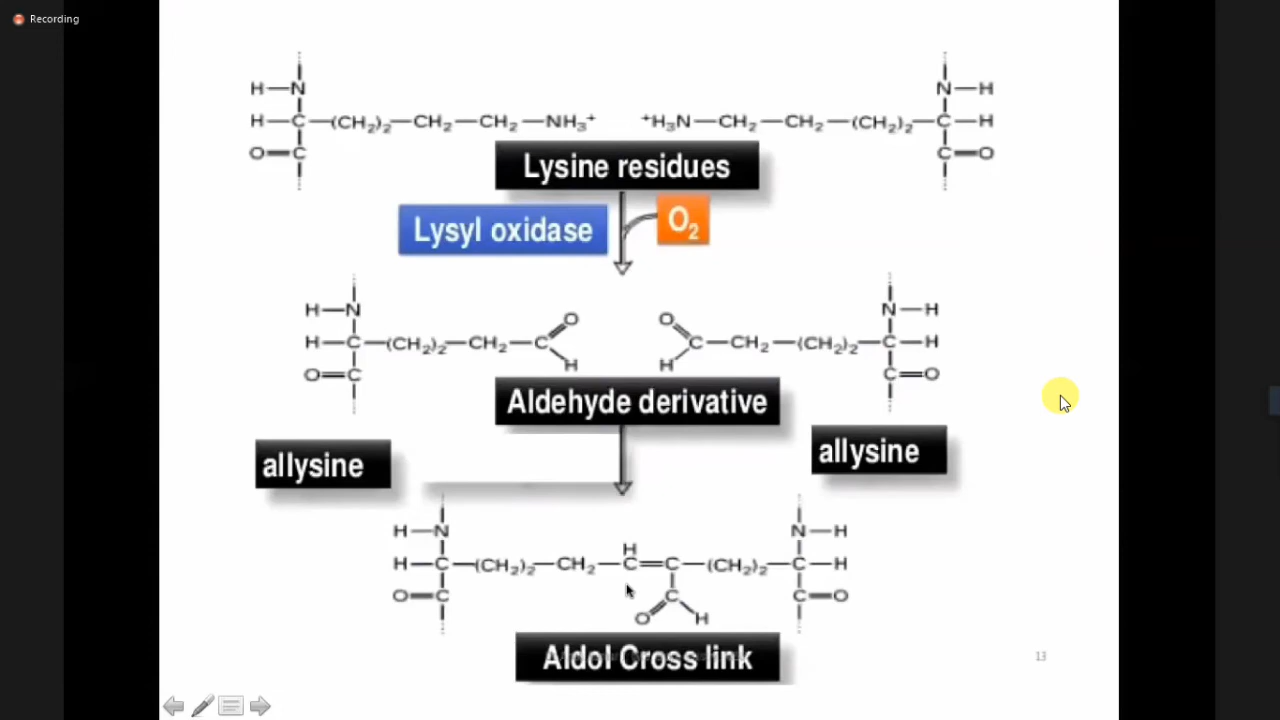 Recording
H—N N—H
H—C—(CH₂)₂—CH₂—CH₂—NH₃⁺ ⁺H₃N—CH₂—CH₂—(CH₂)₂—C—H
O=C C=O
Lysine residues
Lysyl oxidase O₂
O O
H—N N—H
H—C—(CH₂)₂—CH₂—C C—CH₂—(CH₂)₂—C—H
H H
O=C C=O
Aldehyde derivative
allysine allysine
H—N N—H
H
H—C—(CH₂)₂—CH₂—C=C—(CH₂)₂—C—H
O=C C C=O
O H
Aldol Cross link
13